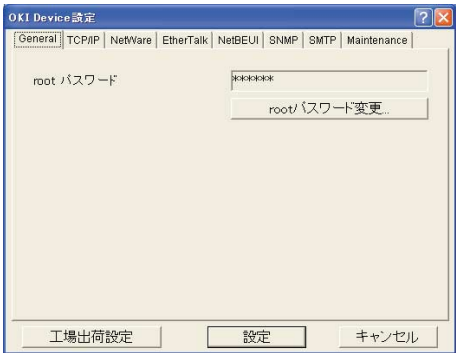 OKI Device設定
General TCP/IP NetWare EtherTalk NetBEUI SNMP SMTP Maintenance
root パスワード *******
rootパスワード変更...
工場出荷設定 設定 キャンセル